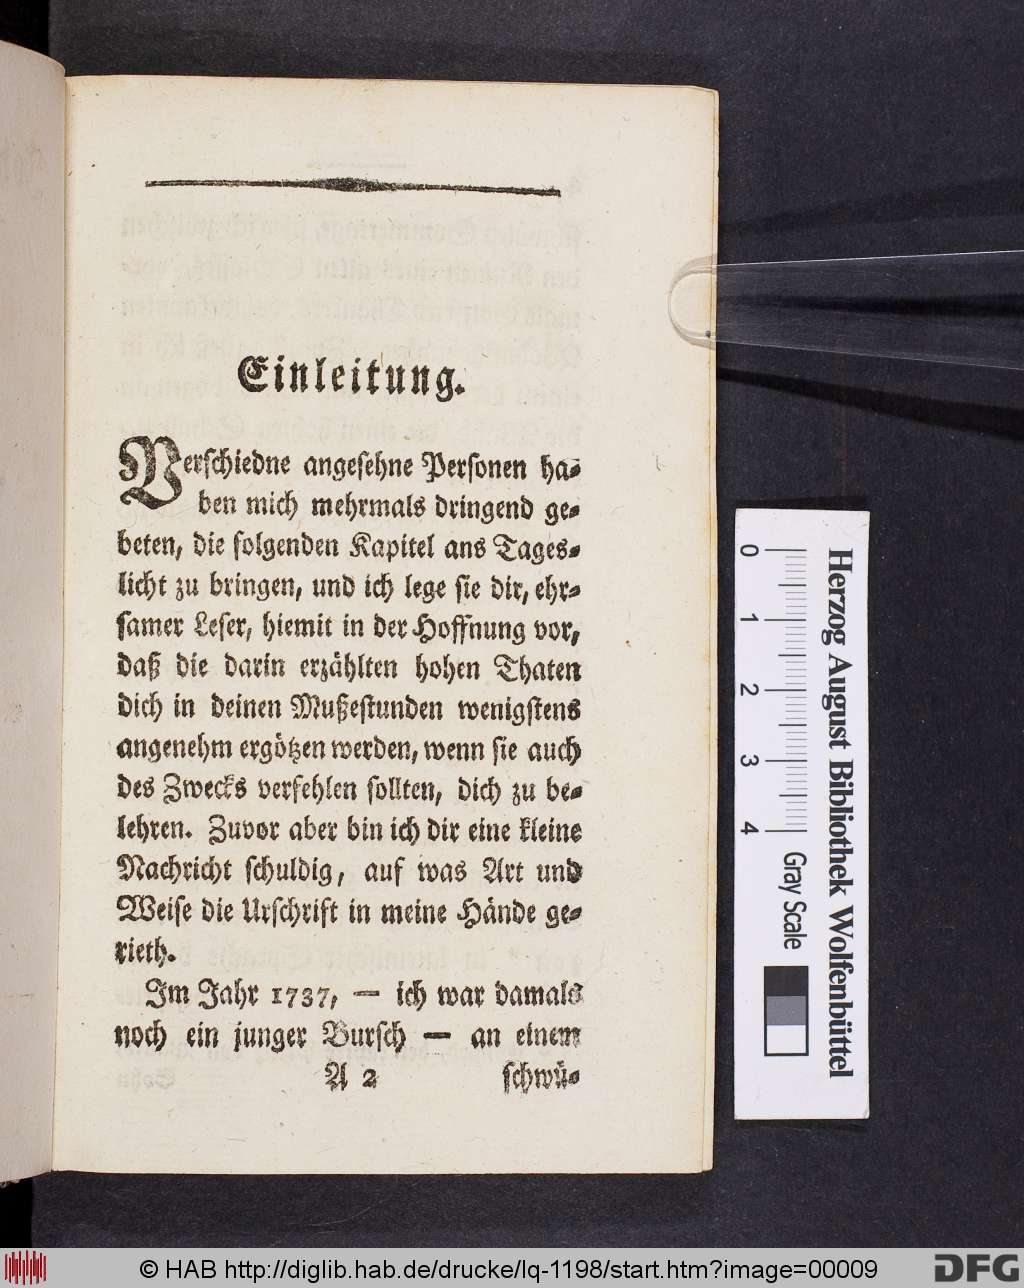 Einleitung.
Verschiedne angesehne Personen ha-
ben mich mehrmals dringend ge-
beten, die folgenden Kapitel ans Tages-
licht zu bringen, und ich lege sie dir, ehr-
samer Leser, hiemit in der Hoffnung vor,
daß die darin erzählten hohen Thaten
dich in deinen Mußestunden wenigstens
angenehm ergötzen werden, wenn sie auch
des Zwecks verfehlen sollten, dich zu be-
lehren. Zuvor aber bin ich dir eine kleine
Nachricht schuldig, auf was Art und
Weise die Urschrift in meine Hände ge-
rieth.
Im Jahr 1737, — ich war damals
noch ein junger Bursch — an einem
A 2 schwü-
Herzog August Bibliothek Wolfenbüttel
0 1 2 3 4 Gray Scale
© HAB http://diglib.hab.de/drucke/lq-1198/start.htm?image=00009
DFG